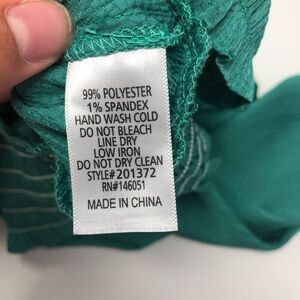 99% POLYESTER
1% SPANDEX
HAND WASH COLD
DO NOT BLEACH
LINE DRY
LOW IRON
DO NOT DRY CLEAN
STYLE#201372
RN#146051
MADE IN CHINA